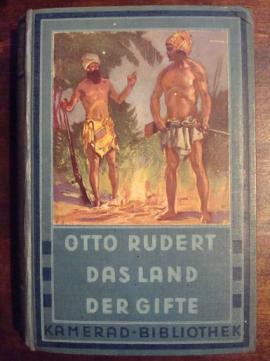 OTTO RUDERT
DAS LAND
DER GIFTE
KAMERAD-BIBLIOTHEK